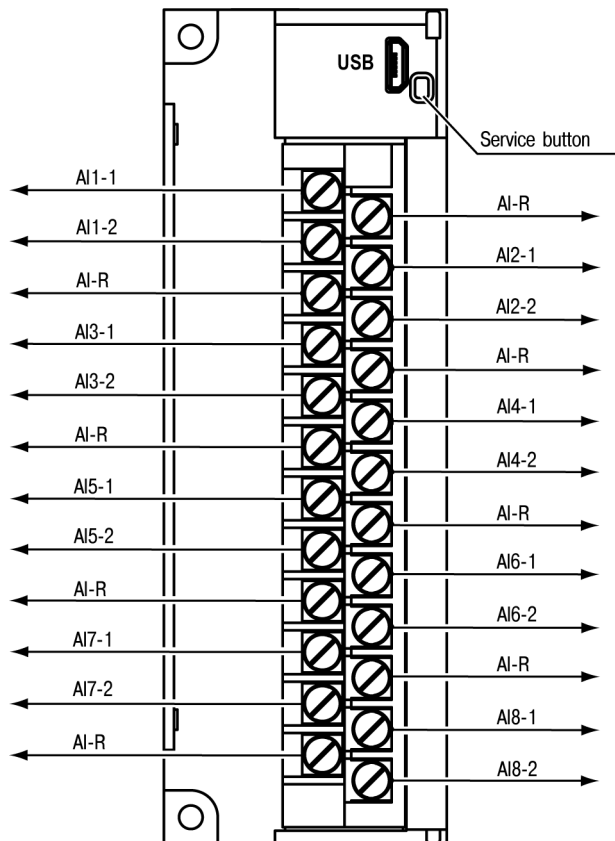 USB
Service button
AI1-1
AI-R
AI1-2
AI2-1
AI-R
AI2-2
AI3-1
AI-R
AI3-2
AI4-1
AI-R
AI4-2
AI5-1
AI-R
AI5-2
AI6-1
AI-R
AI6-2
AI7-1
AI-R
AI7-2
AI8-1
AI-R
AI8-2